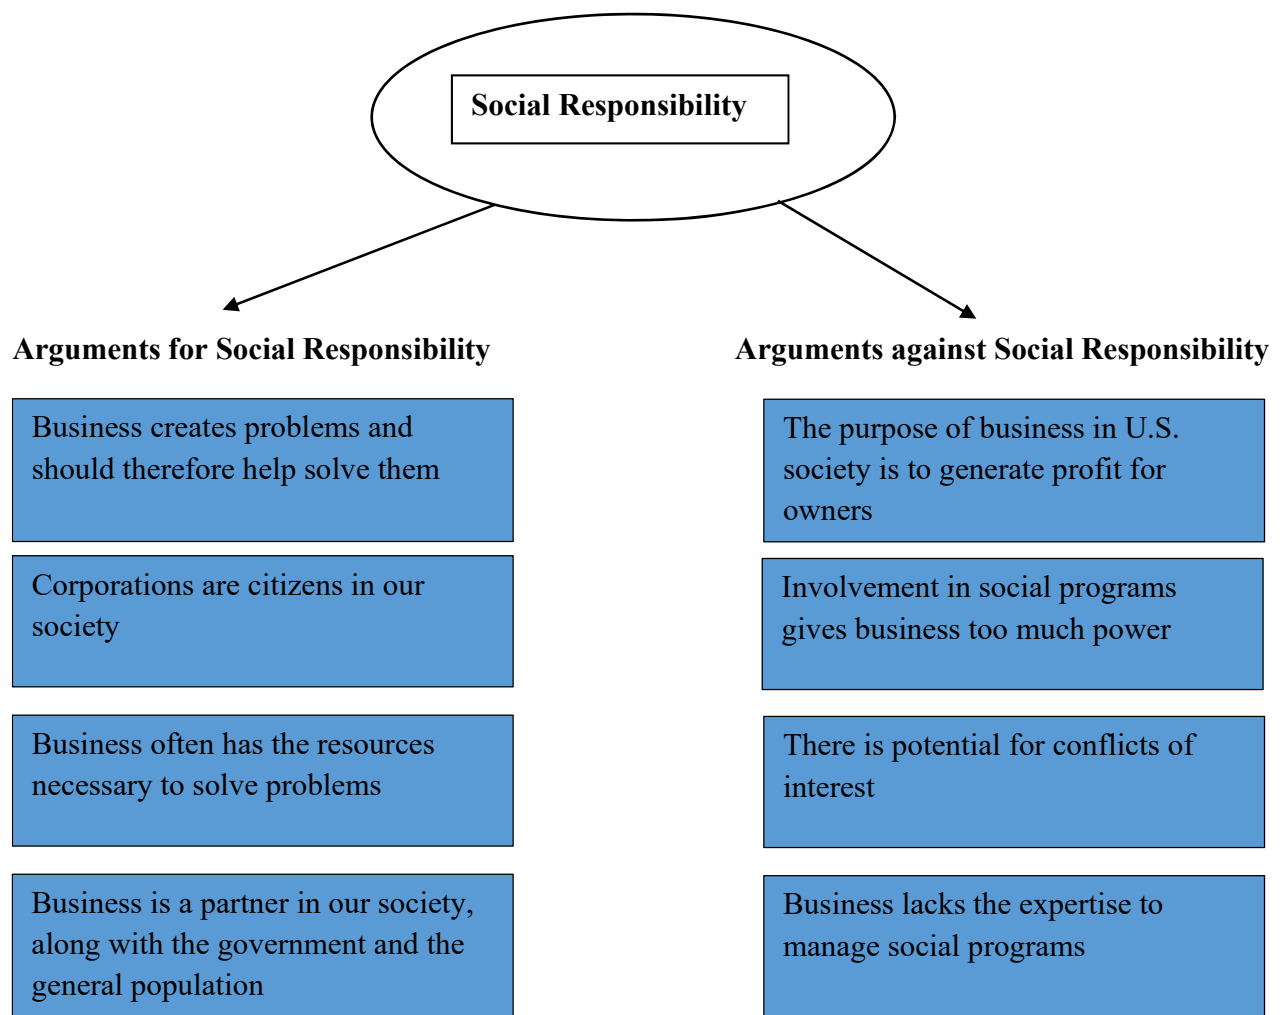 Social Responsibility
Arguments for Social Responsibility
Business creates problems and
should therefore help solve them
Corporations are citizens in our
society
Business often has the resources
necessary to solve problems
Business is a partner in our society,
along with the government and the
general population
Arguments against Social Responsibility
The purpose of business in U.S.
society is to generate profit for
owners
Involvement in social programs
gives business too much power
There is potential for conflicts of
interest
Business lacks the expertise to
manage social programs